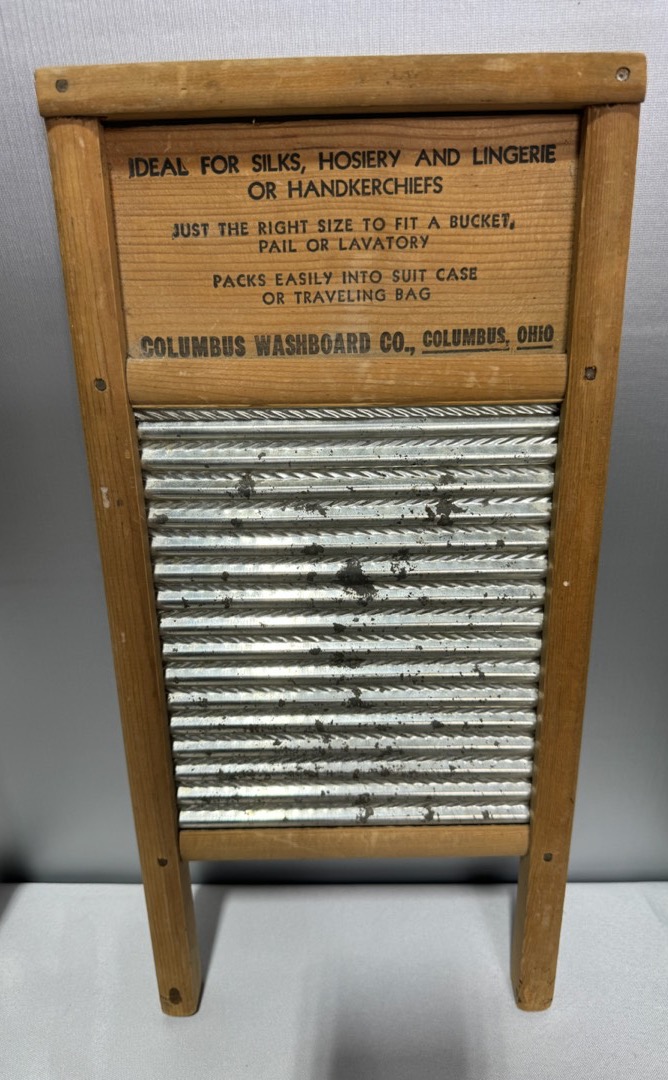 IDEAL FOR SILKS, HOSIERY AND LINGERIE
OR HANDKERCHIEFS
JUST THE RIGHT SIZE TO FIT A BUCKET,
PAIL OR LAVATORY
PACKS EASILY INTO SUIT CASE
OR TRAVELING BAG
COLUMBUS WASHBOARD CO., COLUMBUS, OHIO